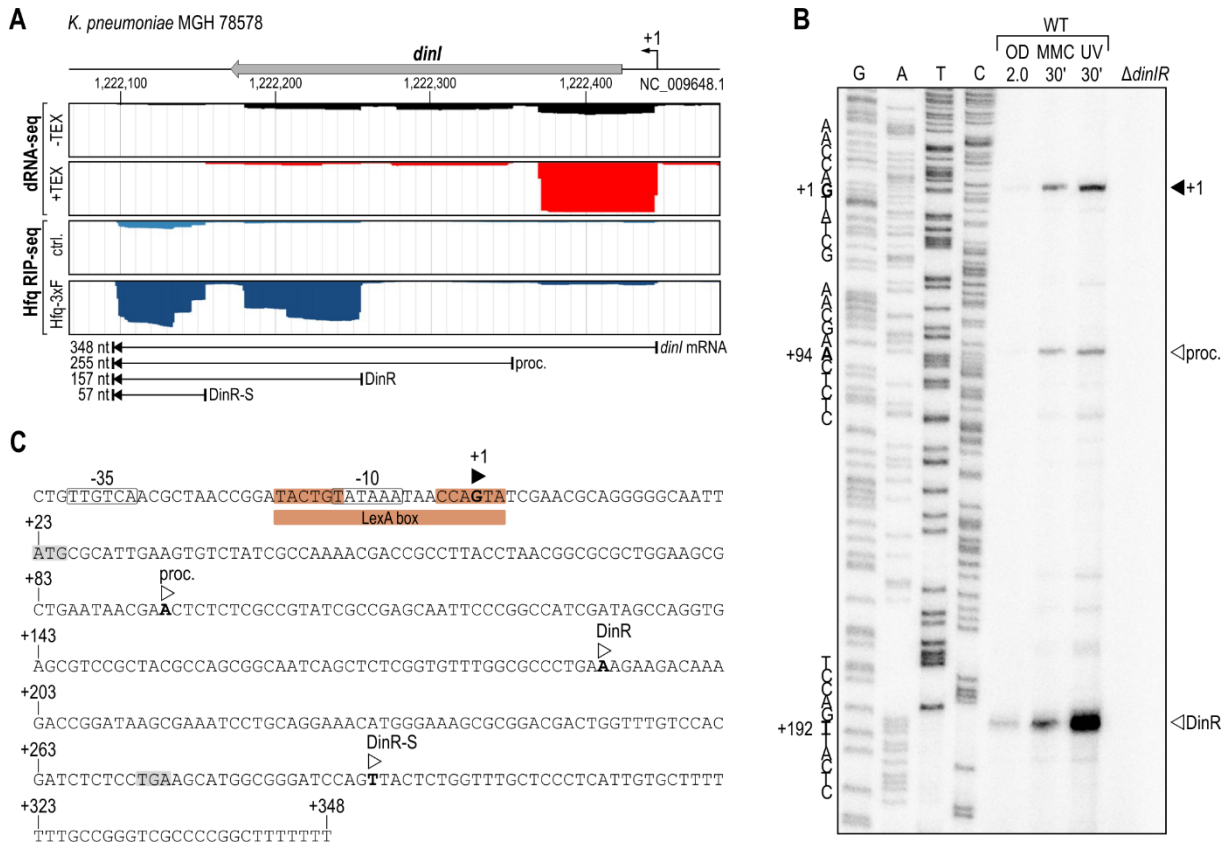 A
K. pneumoniae MGH 78578
dinI
+1
1,222,100 1,222,200 1,222,300 1,222,400 NC_009648.1
dRNA-seq
-TEX
+TEX
Hfq RIP-seq
ctrl.
Hfq-3xF
348 nt dinI mRNA
255 nt proc.
157 nt DinR
57 nt DinR-S
B
WT
OD MMC UV
G A T C 2.0 30' 30' ΔdinIR
AACCAGTATCG
+1
+1
AACGAACTCTC
+94
proc.
TCCAGTTACTC
+192
DinR
C
-35 -10 +1
CTGTTGTCAACGCTAACCGGATACTGTATAAATAACCAGTATCGAACGCAGGGGGCAATT
LexA box
+23
ATGCGCATTGAAGTGTCTATCGCCAAAACGACCGCCTTACCTAACGGCGCGCTGGAAGCG
+83 proc.
CTGAATAACGAACTCTCTCGCCGTATCGCCGAGCAATTCCCGGCCATCGATAGCCAGGTG
+143 DinR
AGCGTCCGCTACGCCAGCGGCAATCAGCTCTCGGTGTTTGGCGCCCTGAAAGAAGACAAA
+203
GACCGGATAAGCGAAATCCTGCAGGAAACATGGGAAAGCGCGGACGACTGGTTTGTCCAC
+263 DinR-S
GATCTCTCCTGAAGCATGGCGGGATCCAGTTACTCTGGTTTGCTCCCTCATTGTGCTTTT
+323 +348
TTTGCCGGGTCGCCCCGGCTTTTTTT